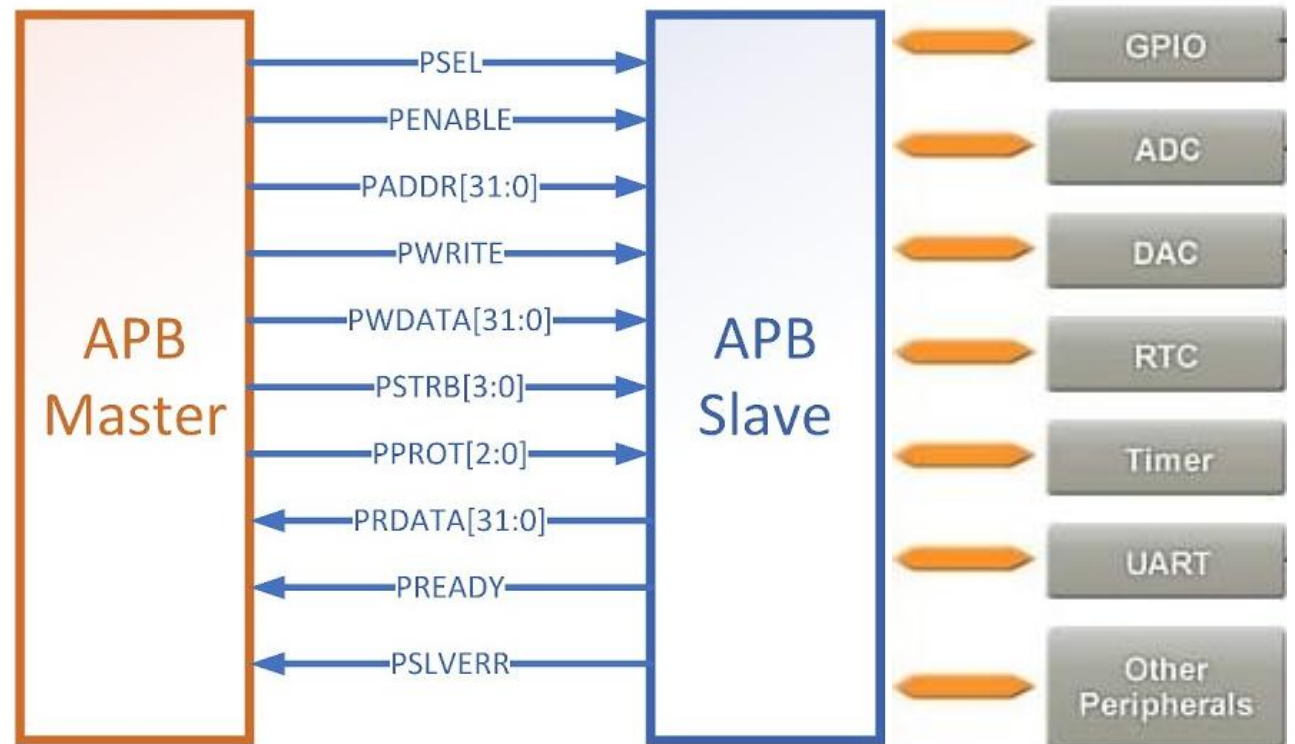 APB
Master
PSEL
PENABLE
PADDR[31:0]
PWRITE
PWDATA[31:0]
PSTRB[3:0]
PPROT[2:0]
PRDATA[31:0]
PREADY
PSLVERR
APB
Slave
GPIO
ADC
DAC
RTC
Timer
UART
Other
Peripherals